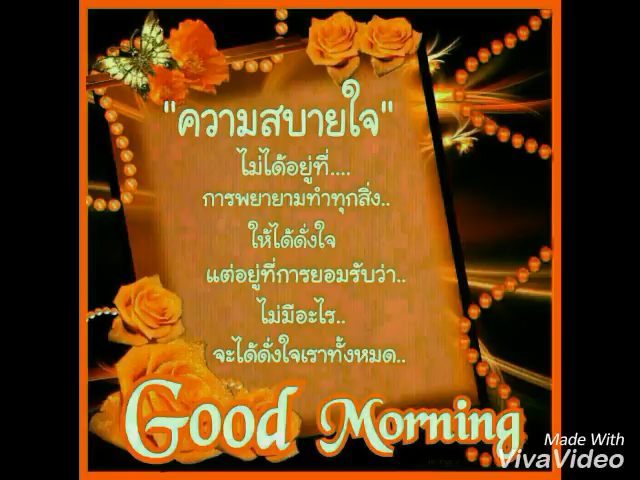 "ความสบายใจ"
ไม่ได้อยู่ที่....
การพยายามทำทุกสิ่ง..
ให้ได้ดั่งใจ
แต่อยู่ที่การยอมรับว่า..
ไม่มีอะไร..
จะได้ดั่งใจเราทั้งหมด..
Good Morning
Made With
VivaVideo